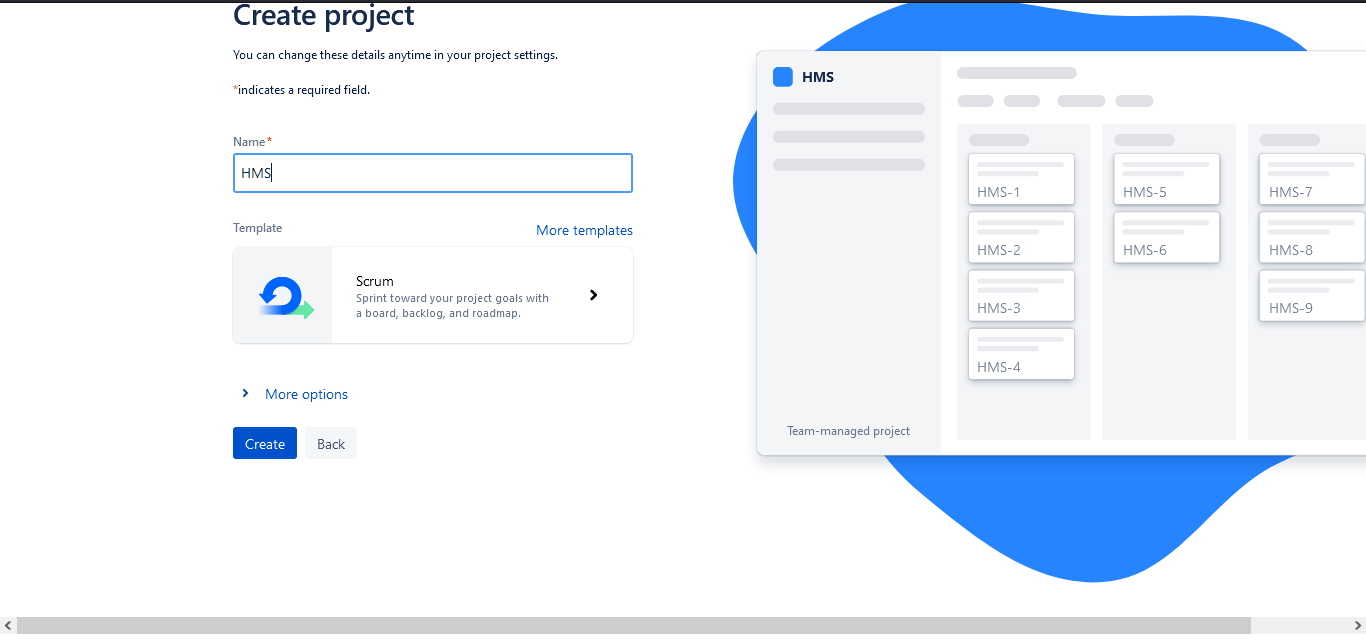 Create project
You can change these details anytime in your project settings.
*indicates a required field.
Name*
HMS
Template
More templates
Scrum
Sprint toward your project goals with
a board, backlog, and roadmap.
More options
Create
Back
HMS
HMS-1
HMS-2
HMS-3
HMS-4
HMS-5
HMS-6
HMS-7
HMS-8
HMS-9
Team-managed project